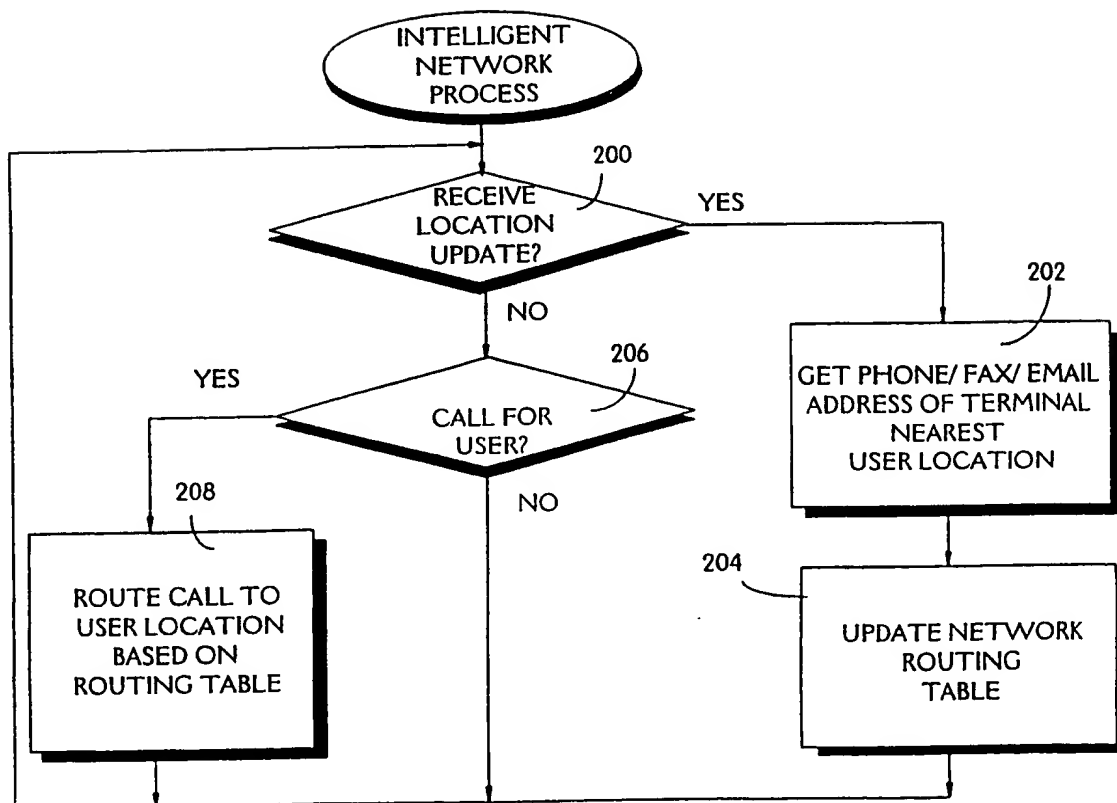 INTELLIGENT
NETWORK
PROCESS
200
RECEIVE
LOCATION
UPDATE?
YES
NO
202
GET PHONE/ FAX/ EMAIL
ADDRESS OF TERMINAL
NEAREST
USER LOCATION
206
YES
CALL FOR
USER?
NO
208
ROUTE CALL TO
USER LOCATION
BASED ON
ROUTING TABLE
204
UPDATE NETWORK
ROUTING
TABLE